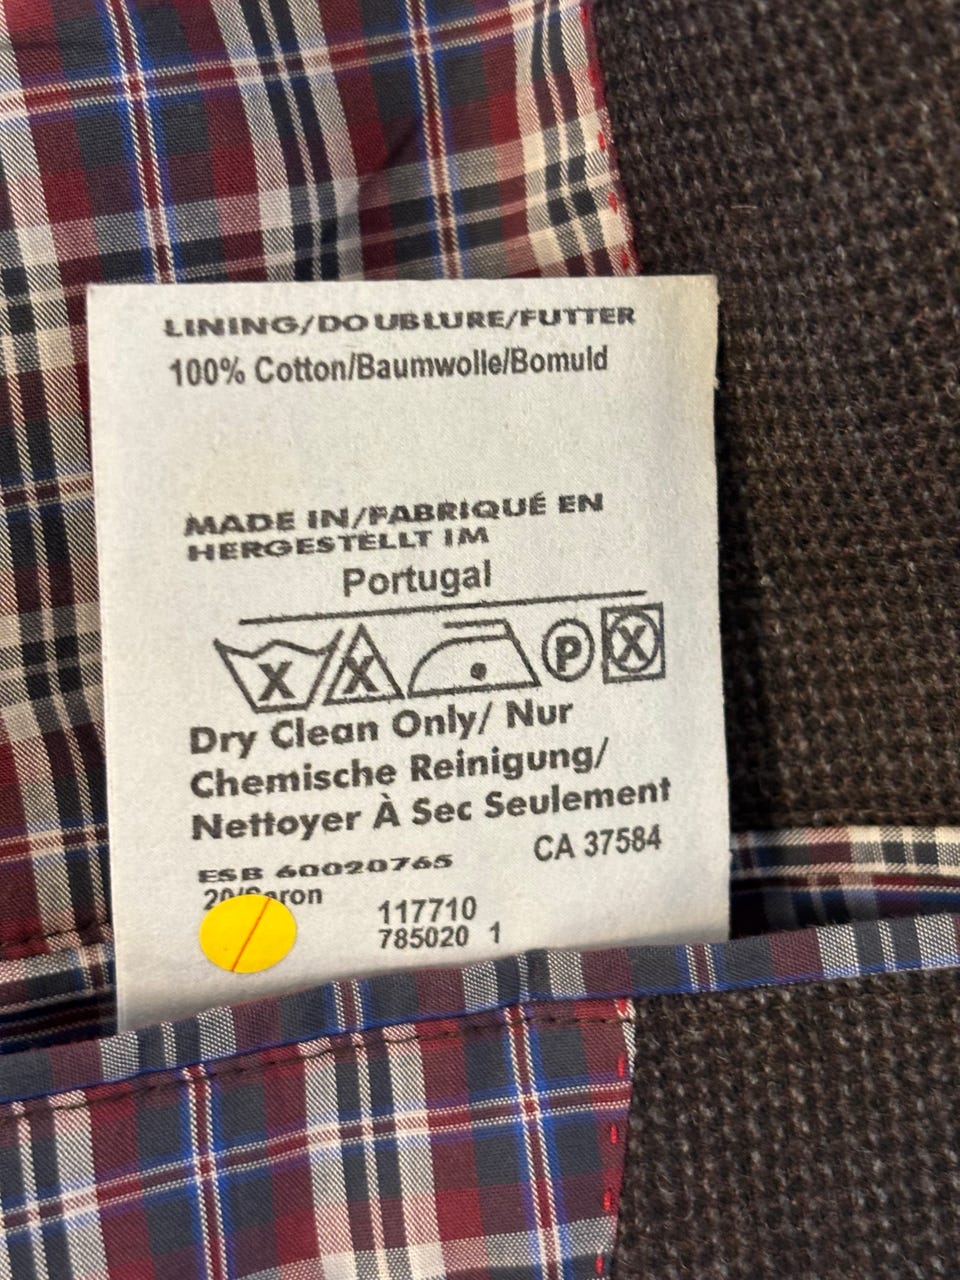 LINING/DOUBLURE/FUTTER
100% Cotton/Baumwolle/Bomuld
MADE IN/FABRIQUÉ EN
HERGESTELLT IM
Portugal
X X P X
Dry Clean Only/ Nur
Chemische Reinigung/
Nettoyer À Sec Seulement
CA 37584
ESB 60020765
117710
785020 1